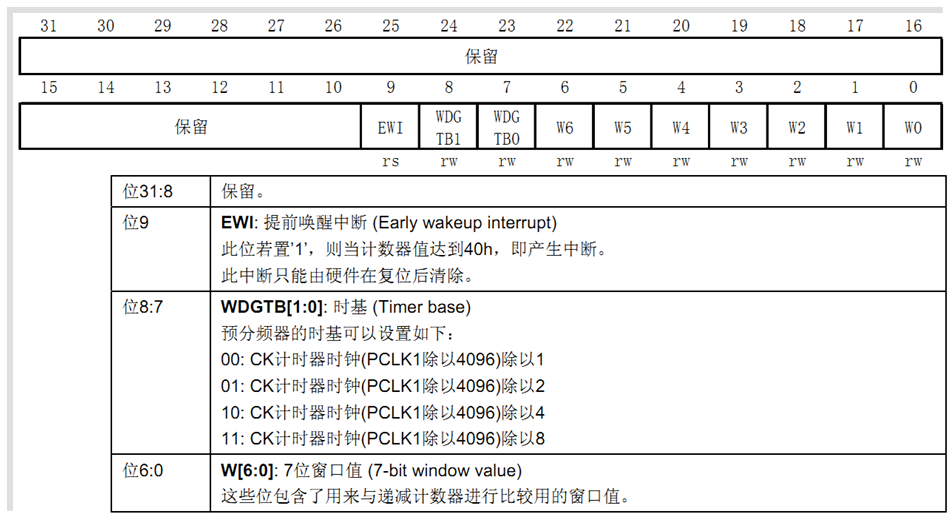 31 30 29 28 27 26 25 24 23 22 21 20 19 18 17 16
保留
15 14 13 12 11 10 9 8 7 6 5 4 3 2 1 0
保留 EWI WDG TB1 WDG TB0 W6 W5 W4 W3 W2 W1 W0
rs rw rw rw rw rw rw rw rw rw
位31:8 保留。
位9 EWI: 提前唤醒中断 (Early wakeup interrupt)
此位若置'1'，则当计数器值达到40h，即产生中断。
此中断只能由硬件在复位后清除。
位8:7 WDGTB[1:0]: 时基 (Timer base)
预分频器的时基可以设置如下：
00: CK计时器时钟(PCLK1除以4096)除以1
01: CK计时器时钟(PCLK1除以4096)除以2
10: CK计时器时钟(PCLK1除以4096)除以4
11: CK计时器时钟(PCLK1除以4096)除以8
位6:0 W[6:0]: 7位窗口值 (7-bit window value)
这些位包含了用来与递减计数器进行比较用的窗口值。